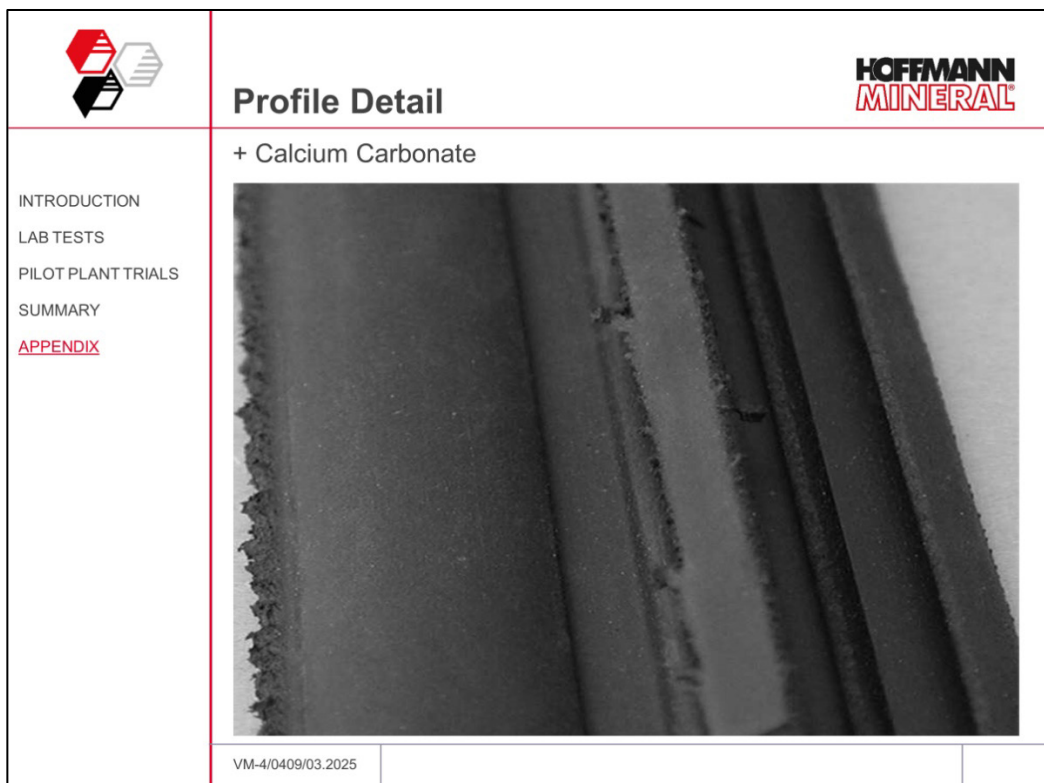 HOFFMANN
MINERAL®
Profile Detail
+ Calcium Carbonate
INTRODUCTION
LAB TESTS
PILOT PLANT TRIALS
SUMMARY
APPENDIX
VM-4/0409/03.2025